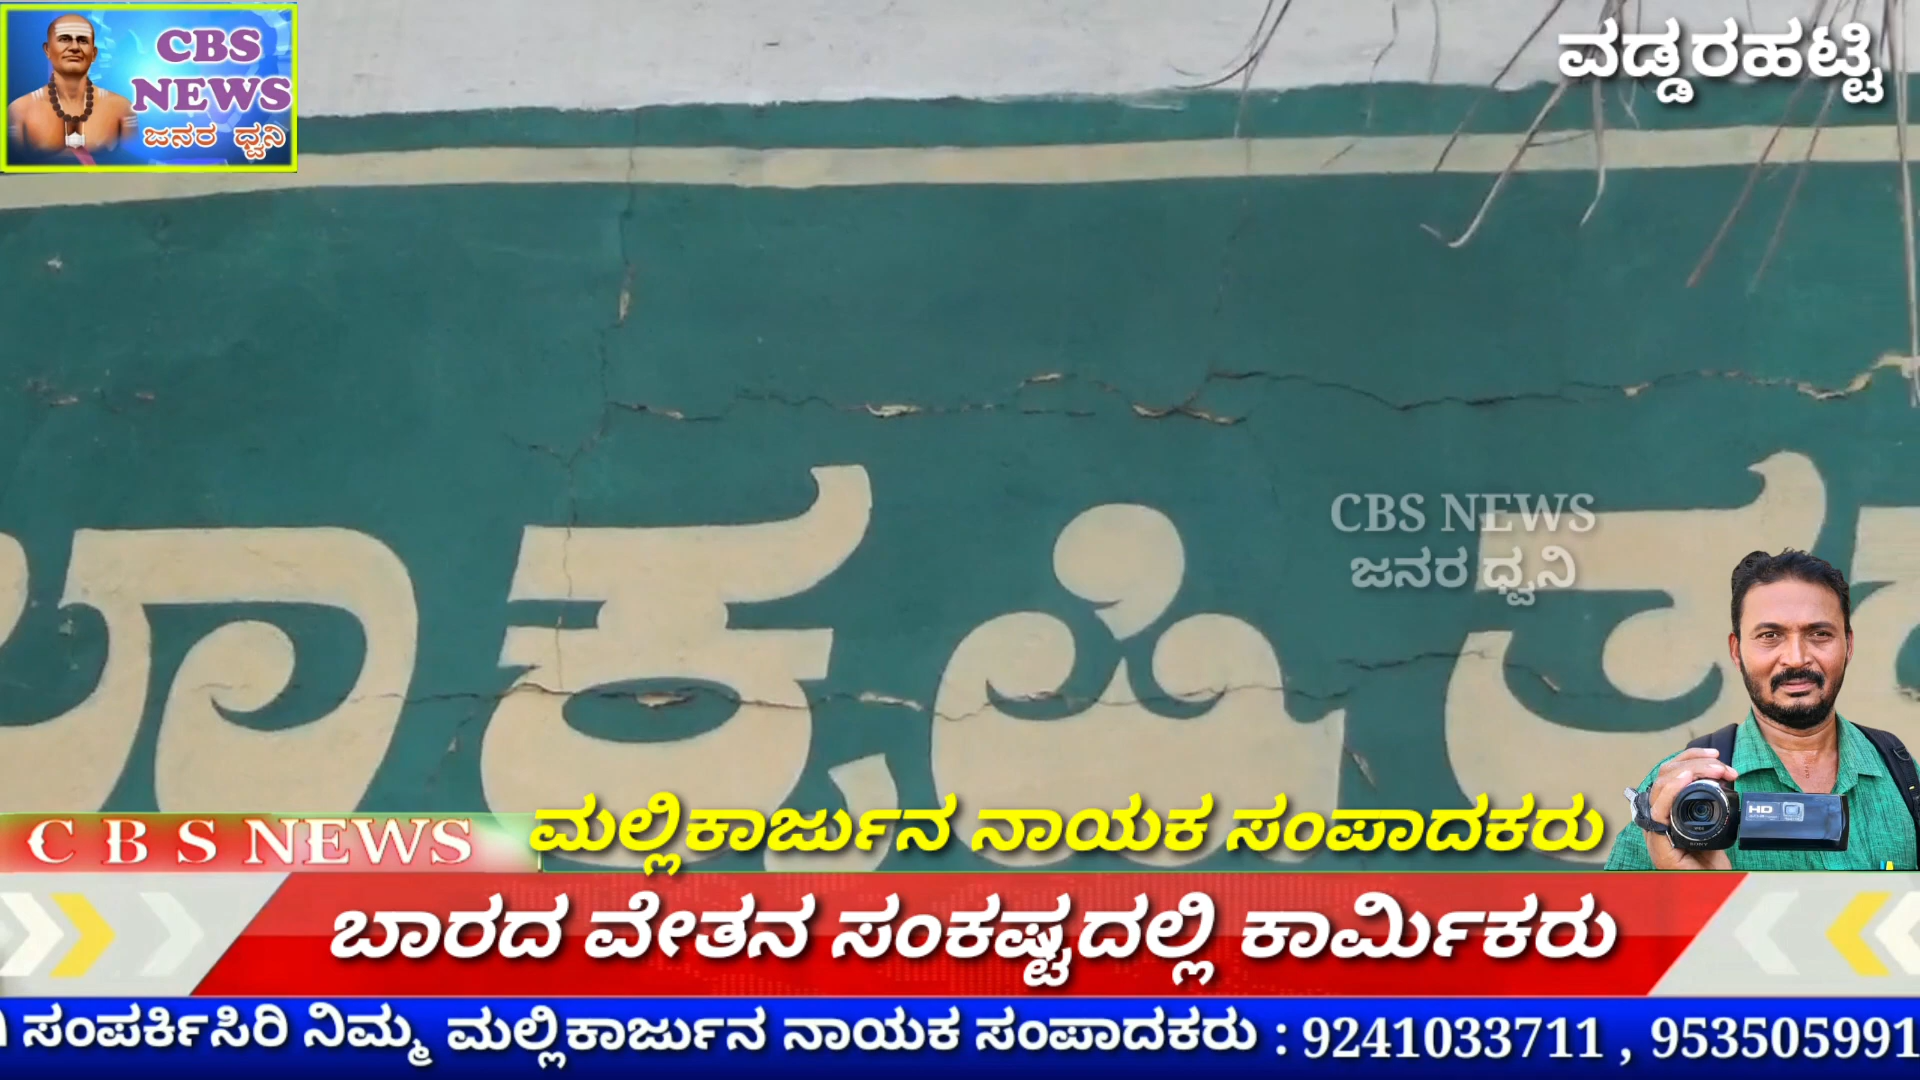 CBS
NEWS
ಜನರ ಧ್ವನಿ
ವಡ್ಡರಹಟ್ಟಿ
ಕೃಷಿ
CBS NEWS
ಜನರ ಧ್ವನಿ
HD
C B S NEWS
ಮಲ್ಲಿಕಾರ್ಜುನ ನಾಯಕ ಸಂಪಾದಕರು
ಬಾರದ ವೇತನ ಸಂಕಷ್ಟದಲ್ಲಿ ಕಾರ್ಮಿಕರು
ಸಂಪರ್ಕಿಸಿರಿ ನಿಮ್ಮ ಮಲ್ಲಿಕಾರ್ಜುನ ನಾಯಕ ಸಂಪಾದಕರು : 9241033711 , 953505991